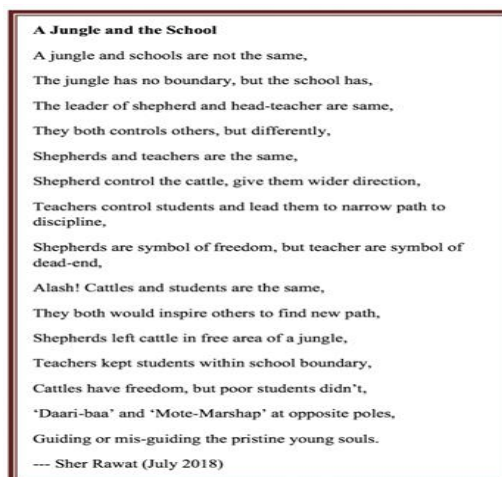 A Jungle and the School
A jungle and schools are not the same,
The jungle has no boundary, but the school has,
The leader of shepherd and head-teacher are same,
They both controls others, but differently,
Shepherds and teachers are the same,
Shepherd control the cattle, give them wider direction,
Teachers control students and lead them to narrow path to
discipline,
Shepherds are symbol of freedom, but teacher are symbol of
dead-end,
Alash! Cattles and students are the same,
They both would inspire others to find new path,
Shepherds left cattle in free area of a jungle,
Teachers kept students within school boundary,
Cattles have freedom, but poor students didn't,
'Daari-baa' and 'Mote-Marshap' at opposite poles,
Guiding or mis-guiding the pristine young souls.
--- Sher Rawat (July 2018)